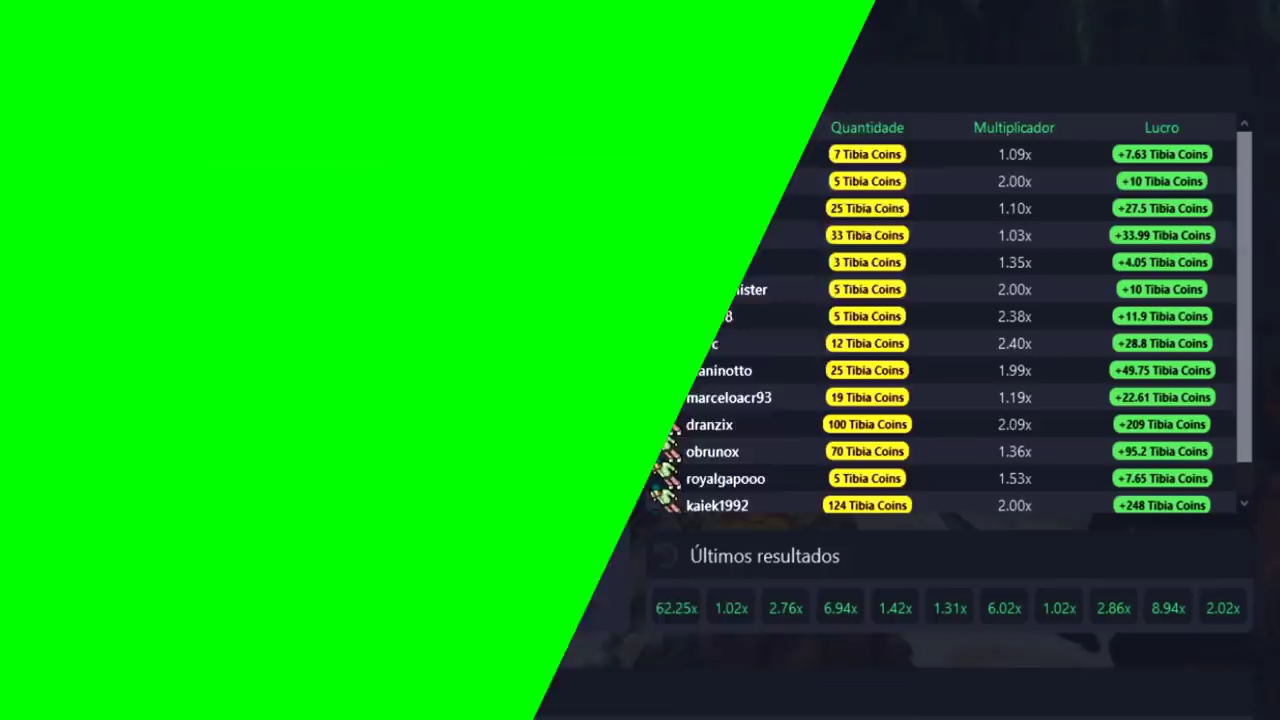 Quantidade Multiplicador Lucro
7 Tibia Coins 1.09x +7.63 Tibia Coins
5 Tibia Coins 2.00x +10 Tibia Coins
25 Tibia Coins 1.10x +27.5 Tibia Coins
33 Tibia Coins 1.03x +33.99 Tibia Coins
3 Tibia Coins 1.35x +4.05 Tibia Coins
ister 5 Tibia Coins 2.00x +10 Tibia Coins
8 5 Tibia Coins 2.38x +11.9 Tibia Coins
c 12 Tibia Coins 2.40x +28.8 Tibia Coins
aninotto 25 Tibia Coins 1.99x +49.75 Tibia Coins
marceloacr93 19 Tibia Coins 1.19x +22.61 Tibia Coins
dranzix 100 Tibia Coins 2.09x +209 Tibia Coins
obrunox 70 Tibia Coins 1.36x +95.2 Tibia Coins
royalgapooo 5 Tibia Coins 1.53x +7.65 Tibia Coins
kaiek1992 124 Tibia Coins 2.00x +248 Tibia Coins
Últimos resultados
62.25x 1.02x 2.76x 6.94x 1.42x 1.31x 6.02x 1.02x 2.86x 8.94x 2.02x